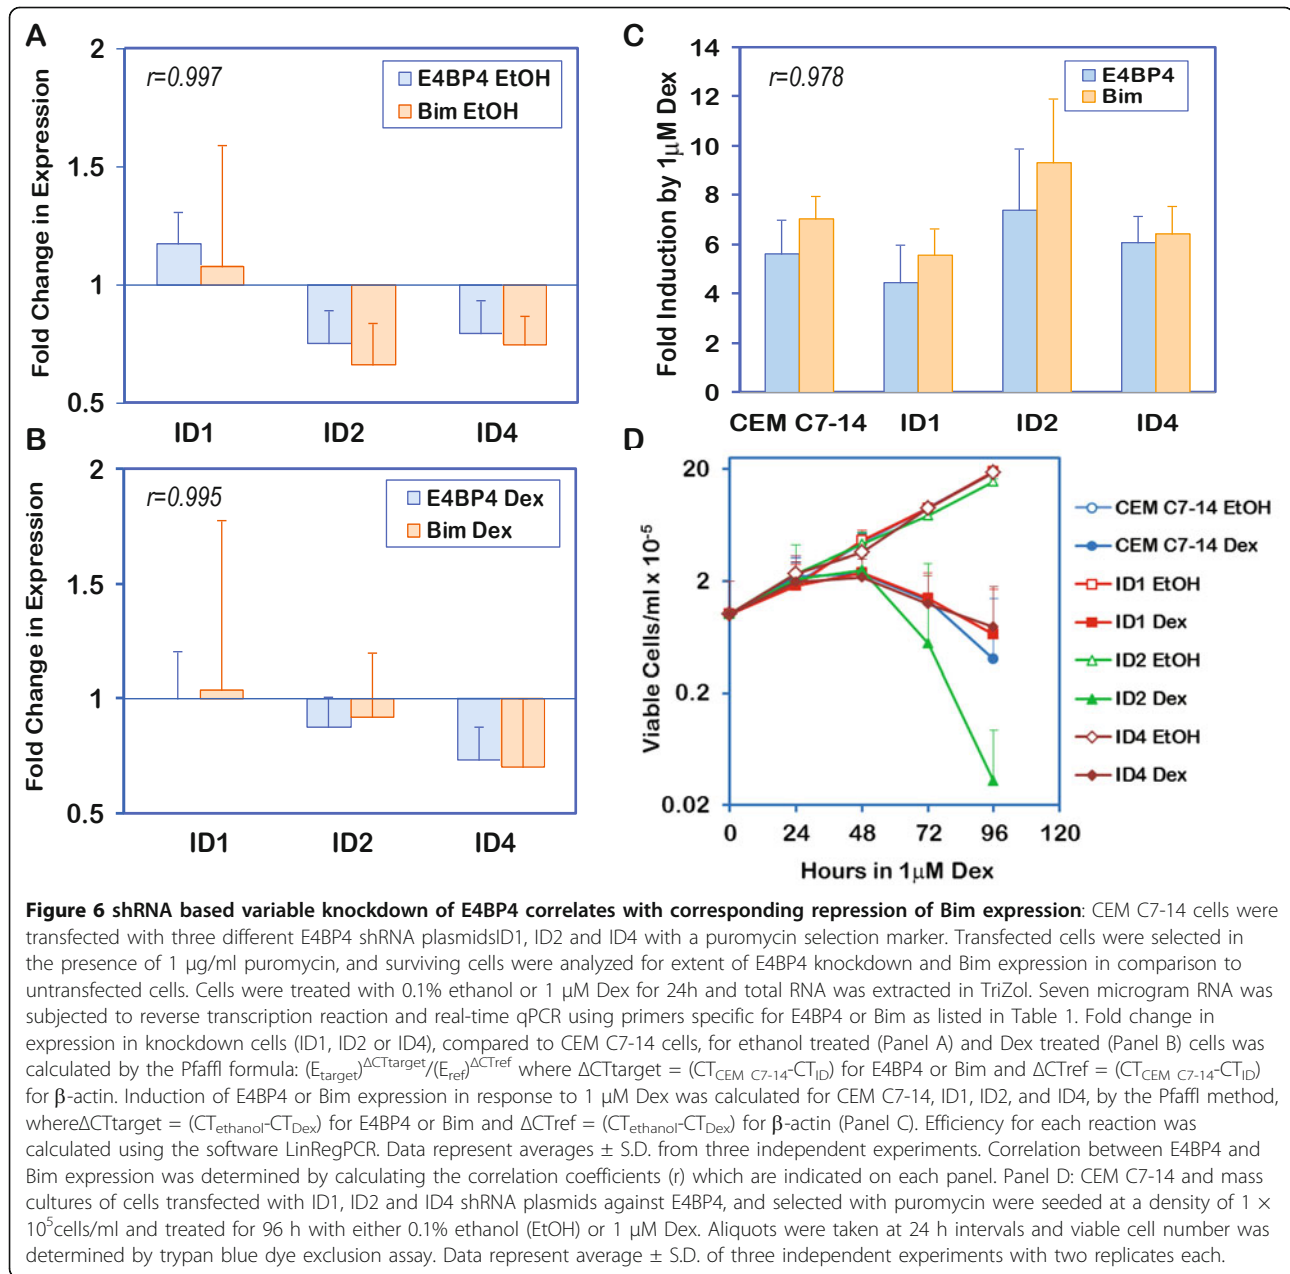 A
2
r=0.997
E4BP4 EtOH
Bim EtOH
Fold Change in Expression
1.5
1
0.5
ID1
ID2
ID4
B
2
r=0.995
E4BP4 Dex
Bim Dex
Fold Change in Expression
1.5
1
0.5
ID1
ID2
ID4
C
14
r=0.978
E4BP4
Bim
Fold Induction by 1µM Dex
12
10
8
6
4
2
0
CEM C7-14
ID1
ID2
ID4
D
20
2
0.2
0.02
Viable Cells/ml x 10-5
0
24
48
72
96
120
Hours in 1µM Dex
CEM C7-14 EtOH
CEM C7-14 Dex
ID1 EtOH
ID1 Dex
ID2 EtOH
ID2 Dex
ID4 EtOH
ID4 Dex
Figure 6 shRNA based variable knockdown of E4BP4 correlates with corresponding repression of Bim expression: CEM C7-14 cells were
transfected with three different E4BP4 shRNA plasmidsID1, ID2 and ID4 with a puromycin selection marker. Transfected cells were selected in
the presence of 1 µg/ml puromycin, and surviving cells were analyzed for extent of E4BP4 knockdown and Bim expression in comparison to
untransfected cells. Cells were treated with 0.1% ethanol or 1 µM Dex for 24h and total RNA was extracted in TriZol. Seven microgram RNA was
subjected to reverse transcription reaction and real-time qPCR using primers specific for E4BP4 or Bim as listed in Table 1. Fold change in
expression in knockdown cells (ID1, ID2 or ID4), compared to CEM C7-14 cells, for ethanol treated (Panel A) and Dex treated (Panel B) cells was
calculated by the Pfaffl formula: (Etarget)ΔCTtarget/(Eref)ΔCTref where ΔCTtarget = (CTCEM C7-14-CTID) for E4BP4 or Bim and ΔCTref = (CTCEM C7-14-CTID)
for β-actin. Induction of E4BP4 or Bim expression in response to 1 µM Dex was calculated for CEM C7-14, ID1, ID2, and ID4, by the Pfaffl method,
whereΔCTtarget = (CTethanol-CTDex) for E4BP4 or Bim and ΔCTref = (CTethanol-CTDex) for β-actin (Panel C). Efficiency for each reaction was
calculated using the software LinRegPCR. Data represent averages ± S.D. from three independent experiments. Correlation between E4BP4 and
Bim expression was determined by calculating the correlation coefficients (r) which are indicated on each panel. Panel D: CEM C7-14 and mass
cultures of cells transfected with ID1, ID2 and ID4 shRNA plasmids against E4BP4, and selected with puromycin were seeded at a density of 1 ×
10⁵cells/ml and treated for 96 h with either 0.1% ethanol (EtOH) or 1 µM Dex. Aliquots were taken at 24 h intervals and viable cell number was
determined by trypan blue dye exclusion assay. Data represent average ± S.D. of three independent experiments with two replicates each.